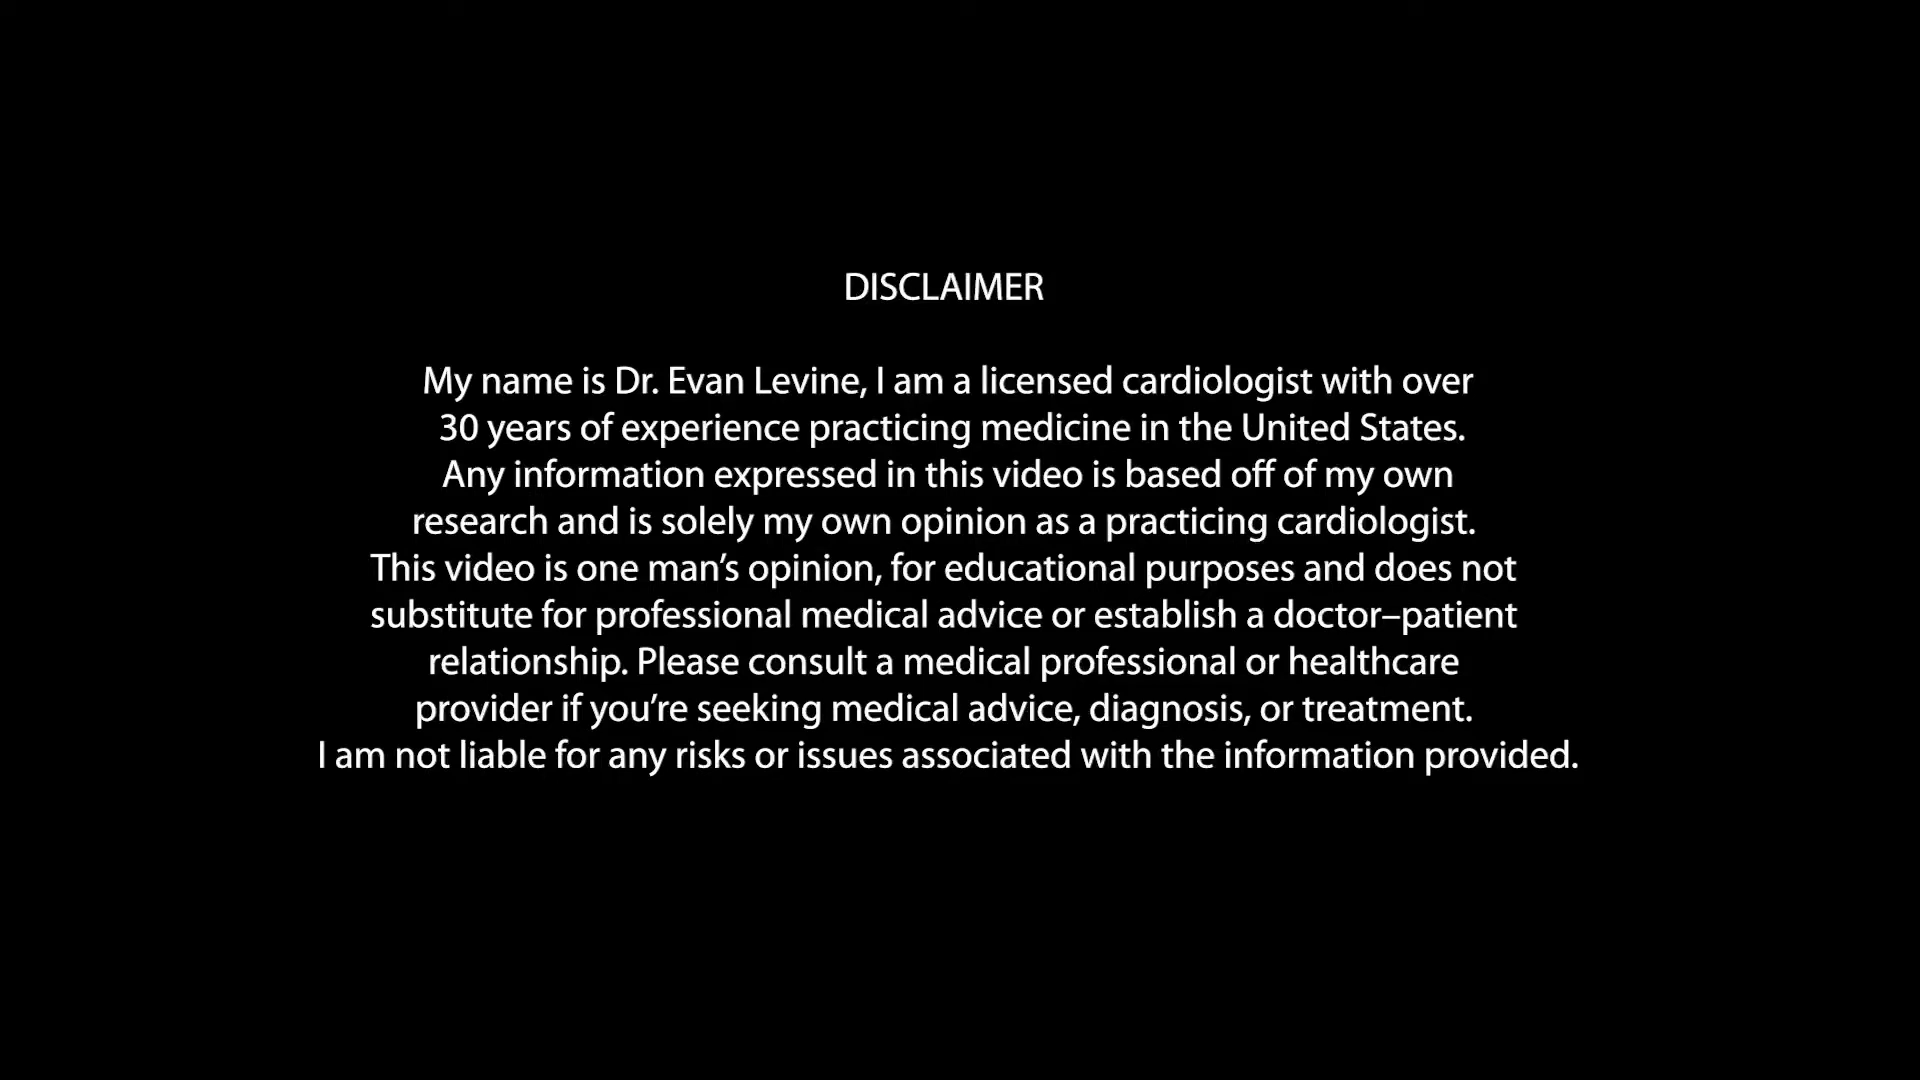 DISCLAIMER
My name is Dr. Evan Levine, I am a licensed cardiologist with over
30 years of experience practicing medicine in the United States.
Any information expressed in this video is based off of my own
research and is solely my own opinion as a practicing cardiologist.
This video is one man’s opinion, for educational purposes and does not
substitute for professional medical advice or establish a doctor–patient
relationship. Please consult a medical professional or healthcare
provider if you’re seeking medical advice, diagnosis, or treatment.
I am not liable for any risks or issues associated with the information provided.